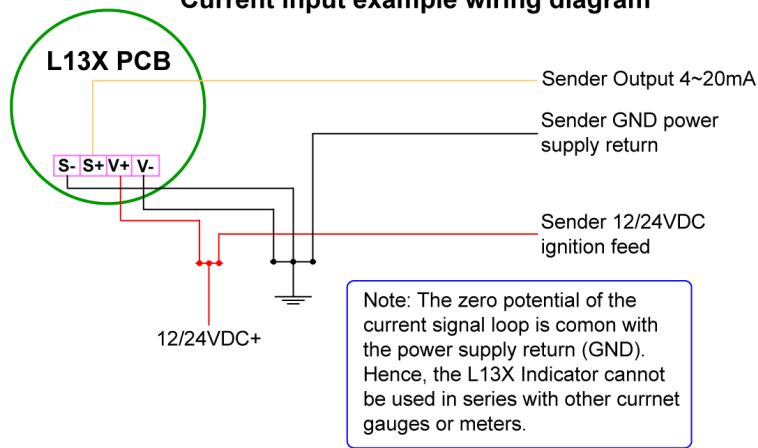 Current input example wiring diagram
L13X PCB
Sender Output 4~20mA
Sender GND power
supply return
S- S+ V+ V-
Sender 12/24VDC
ignition feed
12/24VDC+
Note: The zero potential of the
current signal loop is comon with
the power supply return (GND).
Hence, the L13X Indicator cannot
be used in series with other currnet
gauges or meters.